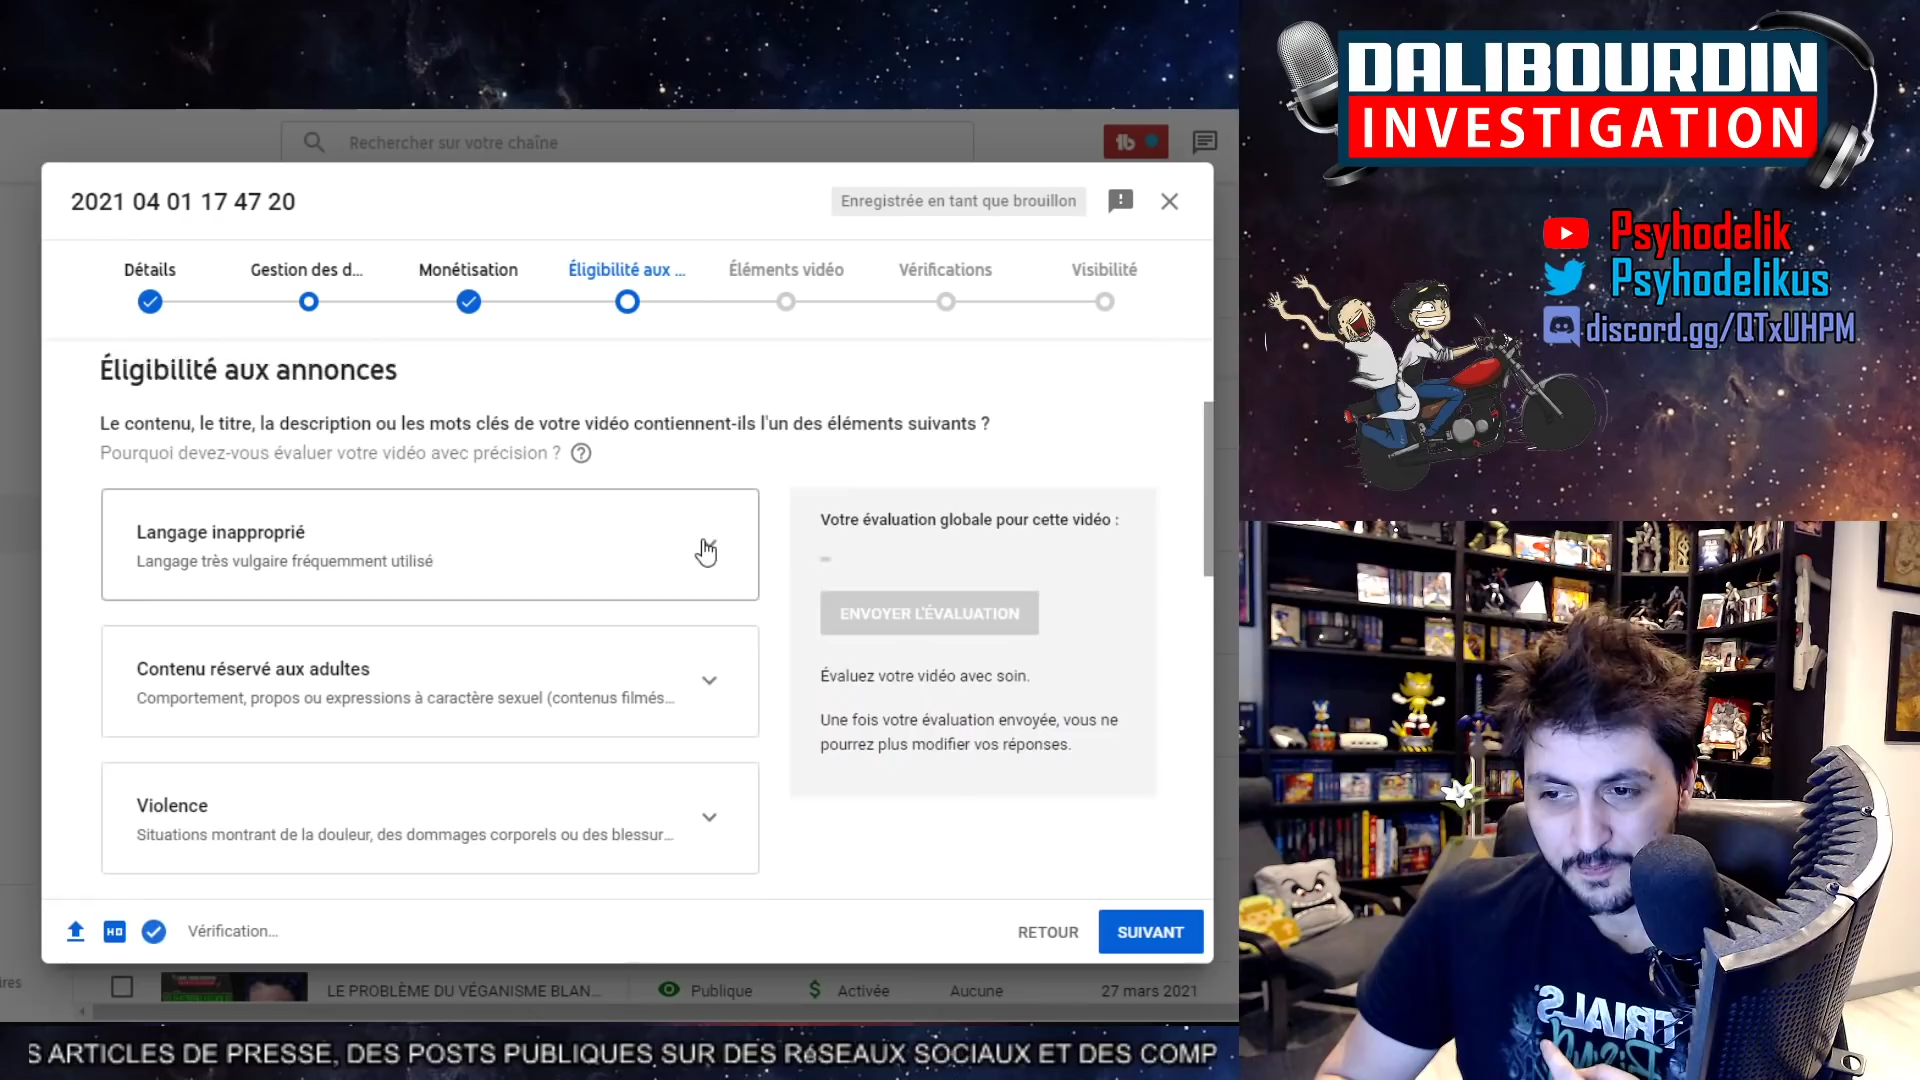 Rechercher sur votre chaîne
2021 04 01 17 47 20
Enregistrée en tant que brouillon
Détails
Gestion des d...
Monétisation
Éligibilité aux ...
Éléments vidéo
Vérifications
Visibilité
Éligibilité aux annonces
Le contenu, le titre, la description ou les mots clés de votre vidéo contiennent-ils l'un des éléments suivants ?
Pourquoi devez-vous évaluer votre vidéo avec précision ?
Langage inapproprié
Langage très vulgaire fréquemment utilisé
Contenu réservé aux adultes
Comportement, propos ou expressions à caractère sexuel (contenus filmés...
Violence
Situations montrant de la douleur, des dommages corporels ou des blessur...
Votre évaluation globale pour cette vidéo :
–
ENVOYER L'ÉVALUATION
Évaluez votre vidéo avec soin.
Une fois votre évaluation envoyée, vous ne
pourrez plus modifier vos réponses.
HD
Vérification...
RETOUR
SUIVANT
ires
LE PROBLÈME DU VÉGANISME BLAN...
Publique
$
Activée
Aucune
27 mars 2021
S ARTICLES DE PRESSE, DES POSTS PUBLIQUES SUR DES RéSEAUX SOCIAUX ET DES COMP
DALIBOURDIN
INVESTIGATION
Psyhodelik
Psyhodelikus
discord.gg/QTxUHPM
TRIALS
Rising